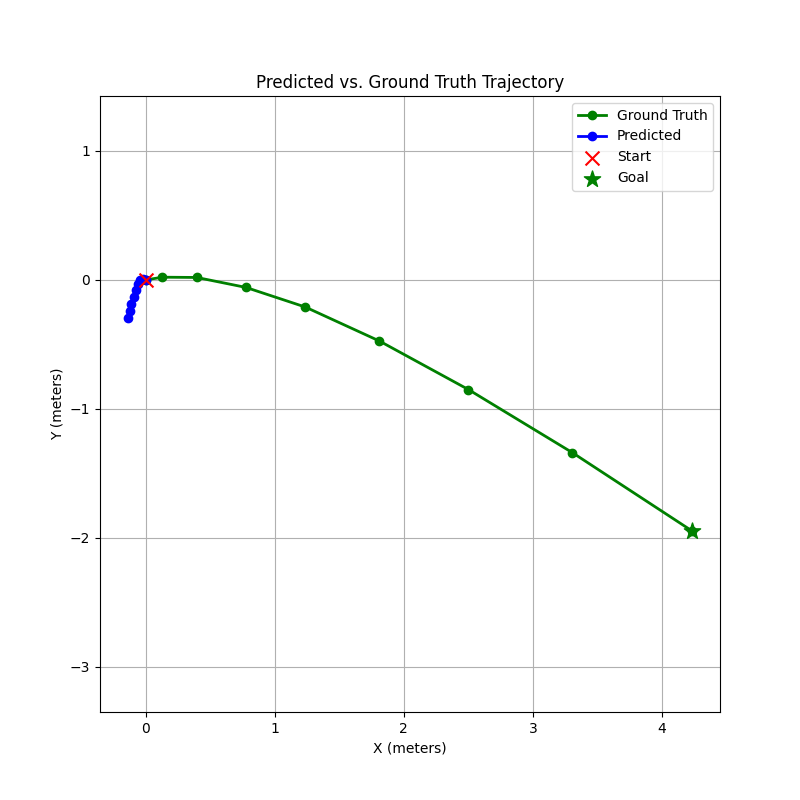 Predicted vs. Ground Truth Trajectory
Ground Truth
Predicted
Start
Goal
1
0
−1
−2
−3
Y (meters)
0
1
2
3
4
X (meters)